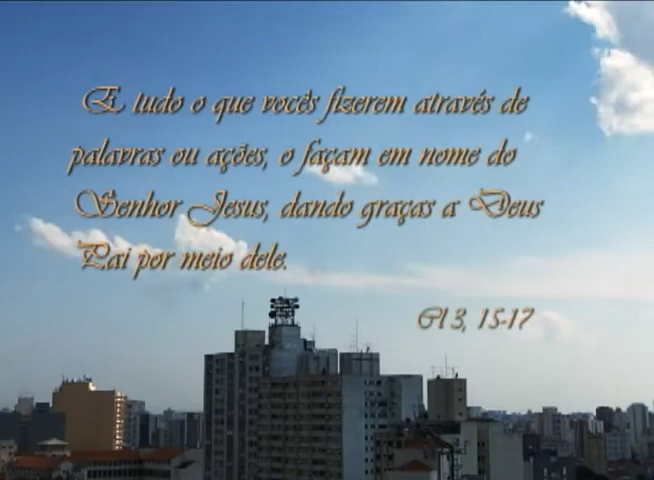 E tudo o que vocês fizerem através de
palavras ou ações, o façam em nome do
Senhor Jesus, dando graças a Deus
Pai por meio dele.
Cl 3, 15-17